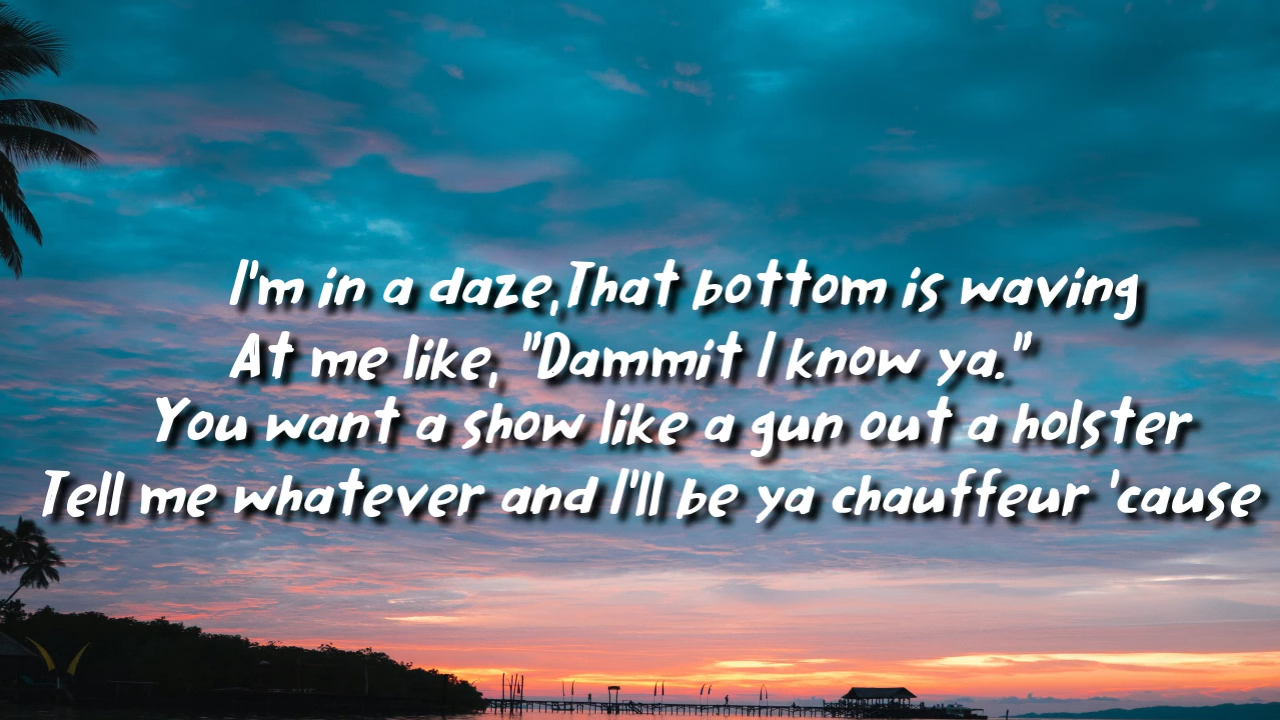 I'm in a daze,That bottom is waving
At me like, "Dammit I know ya."
You want a show like a gun out a holster
Tell me whatever and I'll be ya chauffeur 'cause